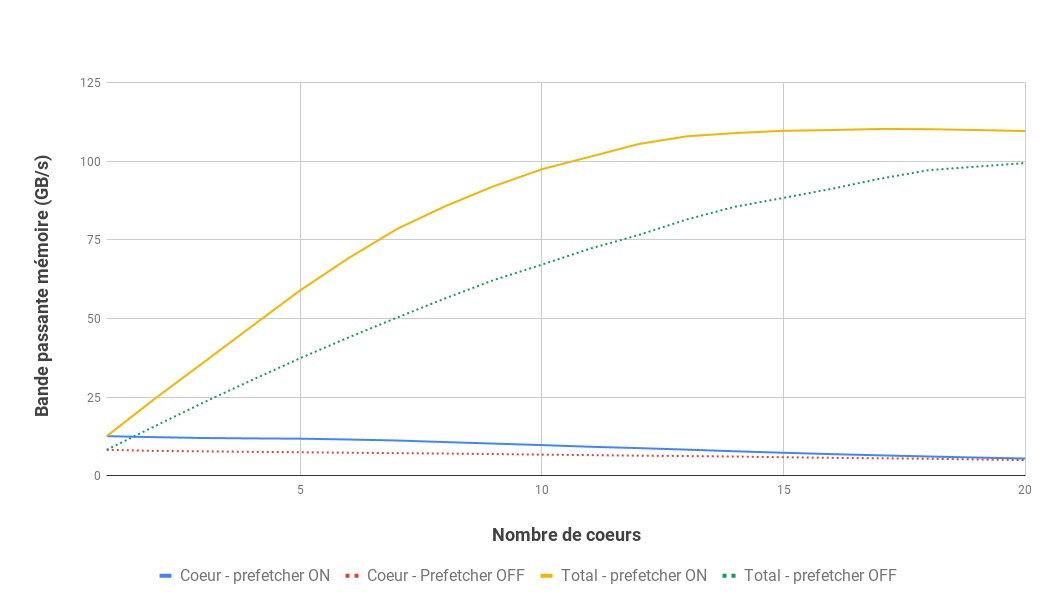 125
100
75
50
25
0
Bande passante mémoire (GB/s)
5 10 15 20
Nombre de coeurs
Coeur - prefetcher ON Coeur - Prefetcher OFF Total - prefetcher ON Total - prefetcher OFF